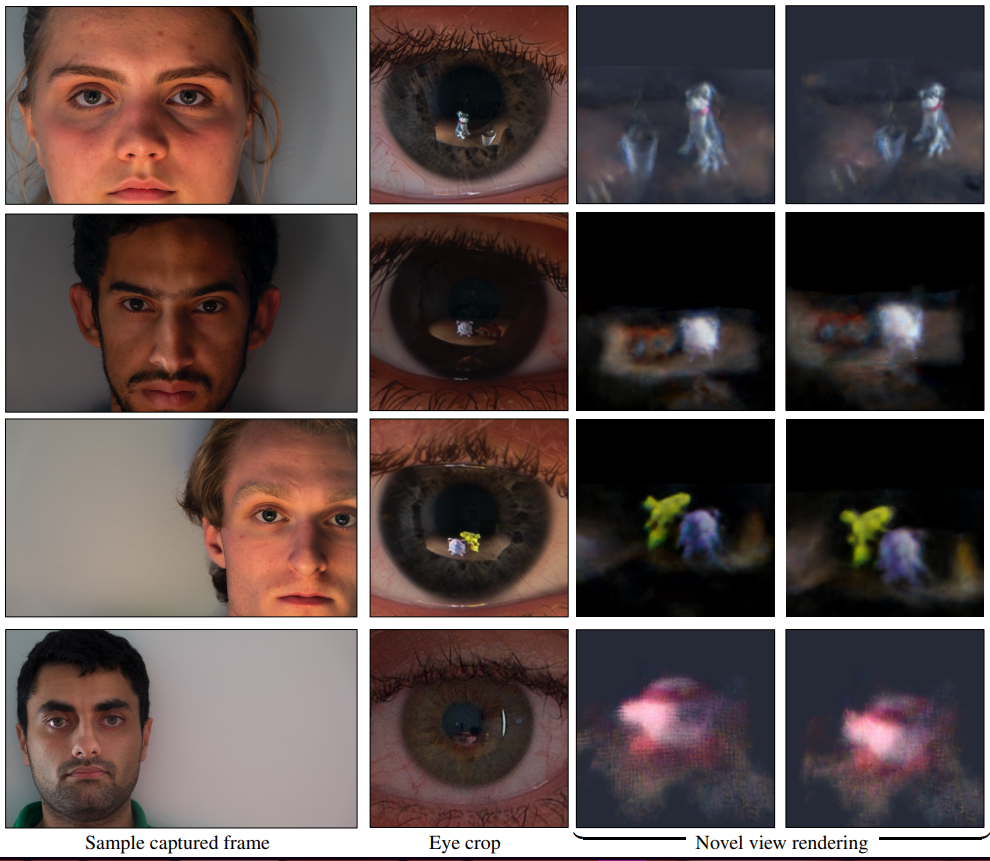 Sample captured frame
Eye crop
Novel view rendering